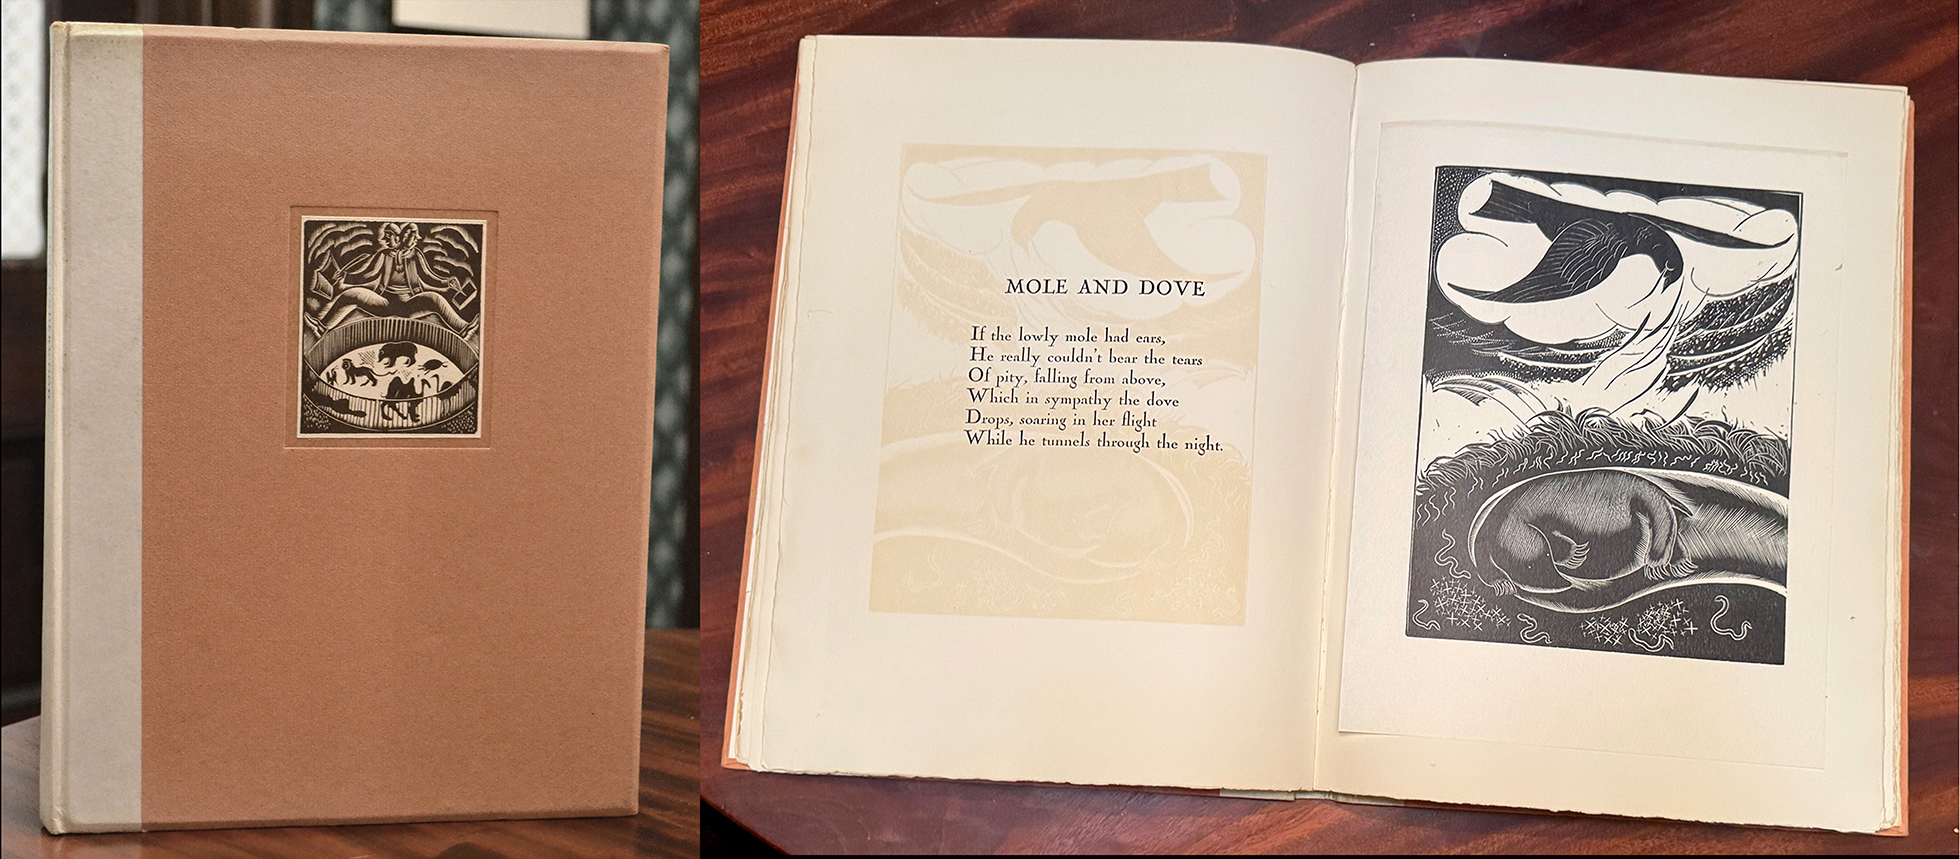 MOLE AND DOVE
If the lowly mole had ears,
He really couldn't bear the tears
Of pity, falling from above,
Which in sympathy the dove
Drops, soaring in her flight
While he tunnels through the night.